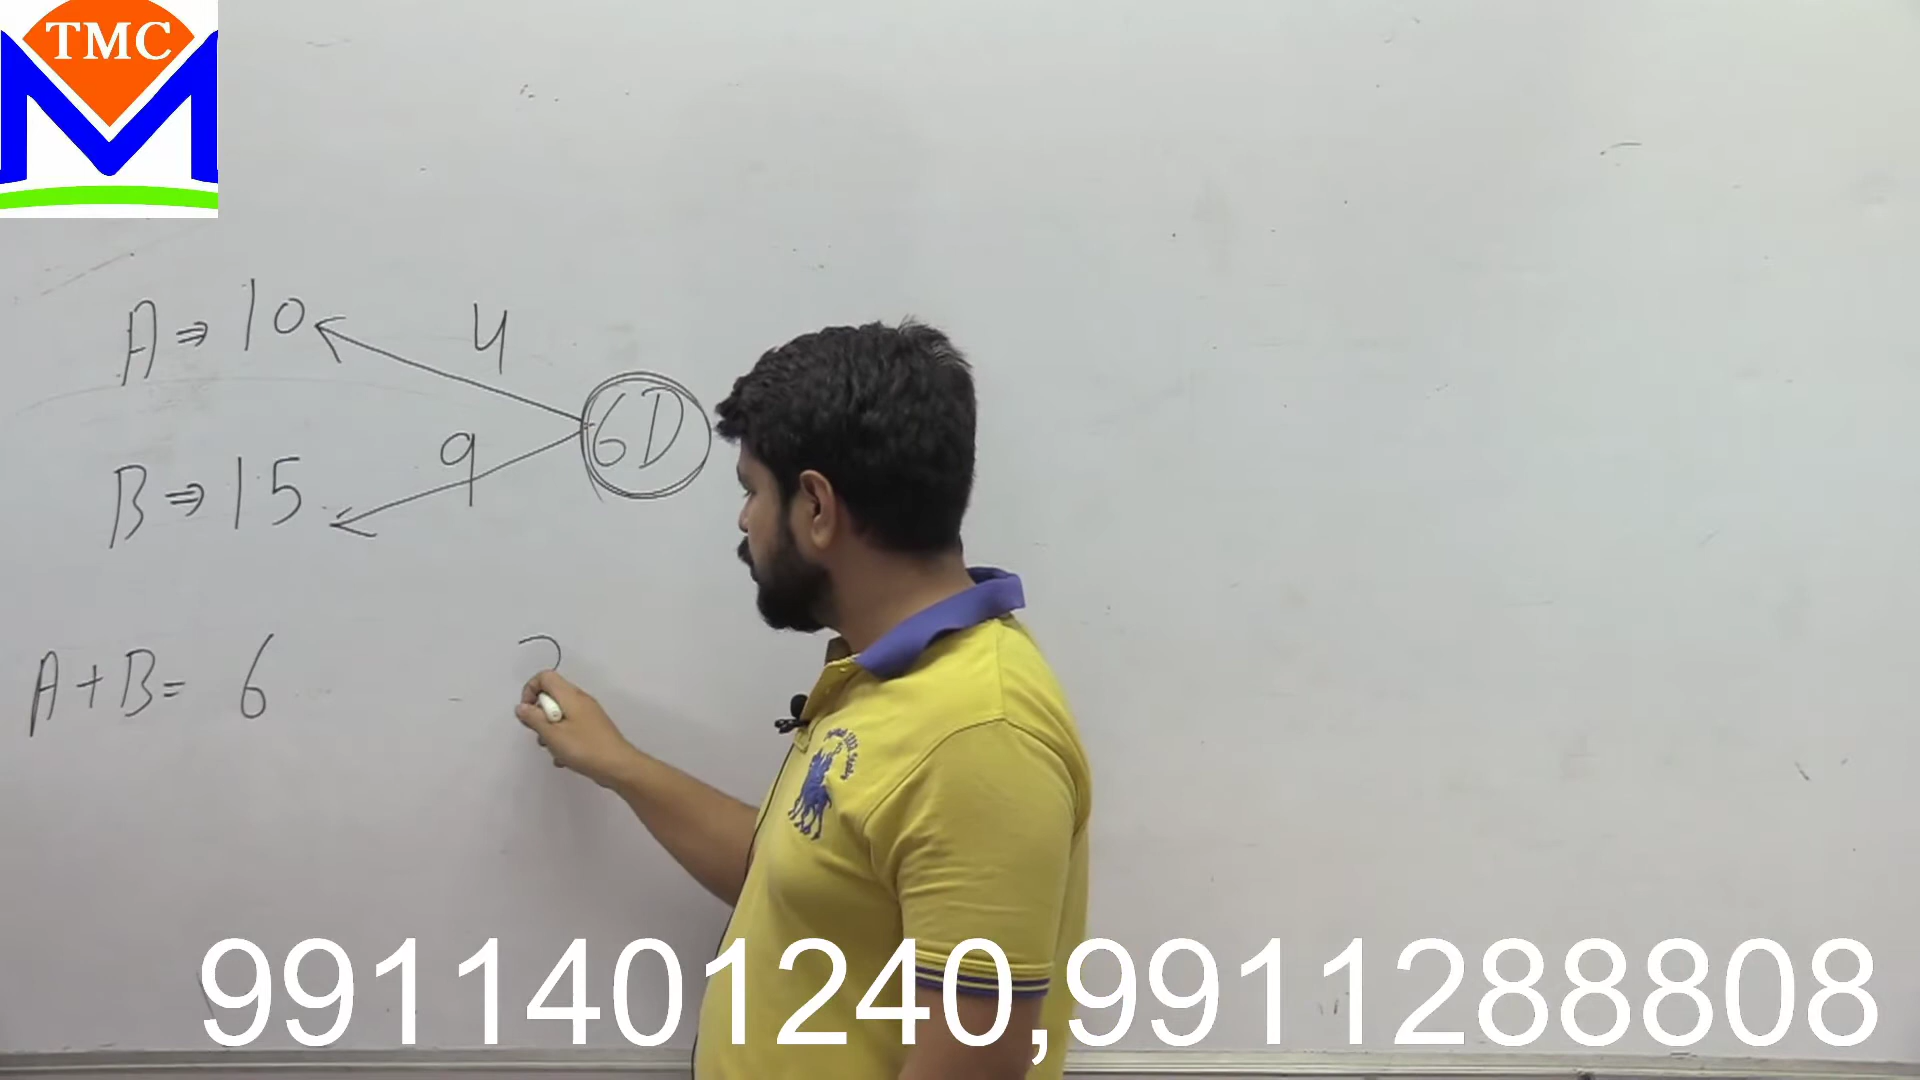 TMC
A ⇒ 10
4
6D
9
B ⇒ 15
A+B= 6
9911401240,9911288808